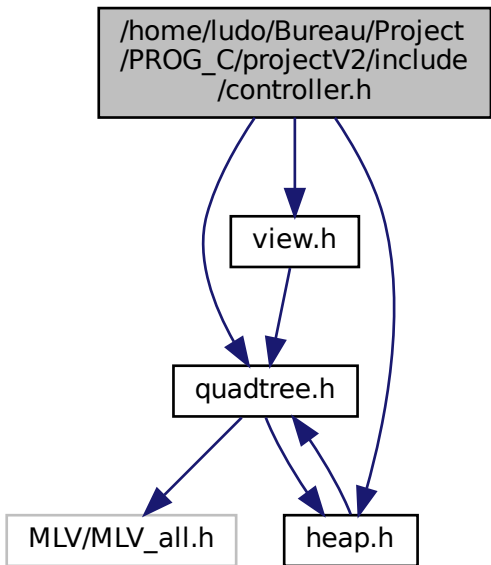 /home/ludo/Bureau/Project
/PROG_C/projectV2/include
/controller.h
view.h
quadtree.h
MLV/MLV_all.h
heap.h